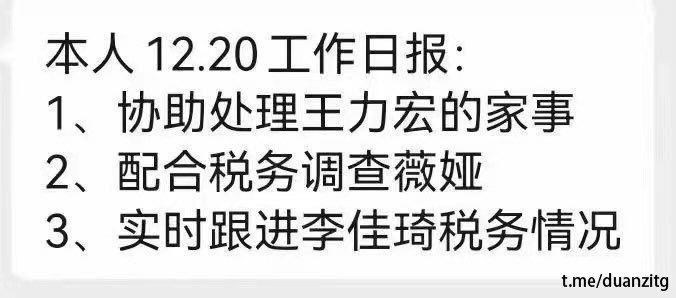 本人 12.20 工作日报：
1、协助处理王力宏的家事
2、配合税务调查薇娅
3、实时跟进李佳琦税务情况
t.me/duanzitg